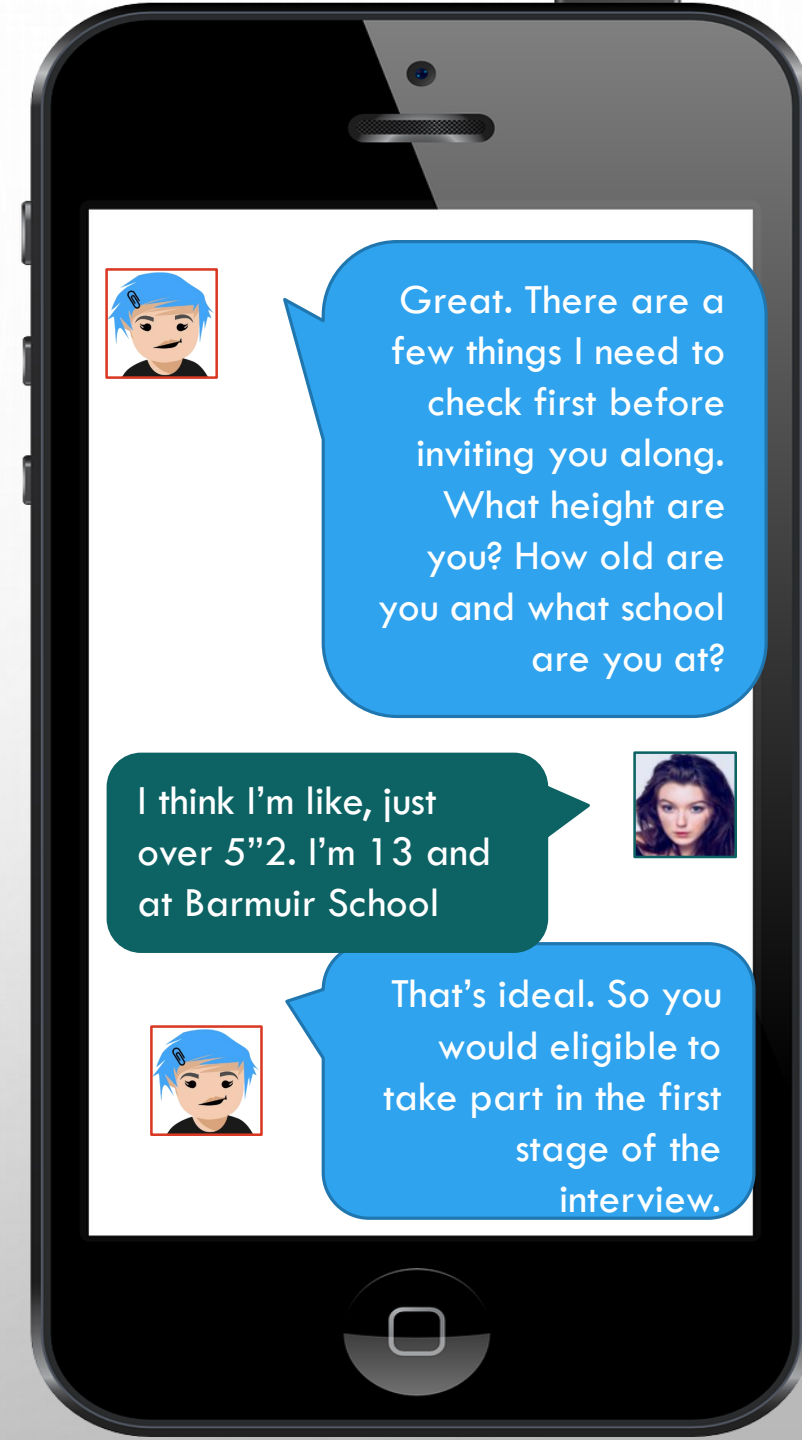 Great. There are a
few things I need to
check first before
inviting you along.
What height are
you? How old are
you and what school
are you at?
I think I’m like, just
over 5”2. I’m 13 and
at Barmuir School
That’s ideal. So you
would eligible to
take part in the first
stage of the
interview.